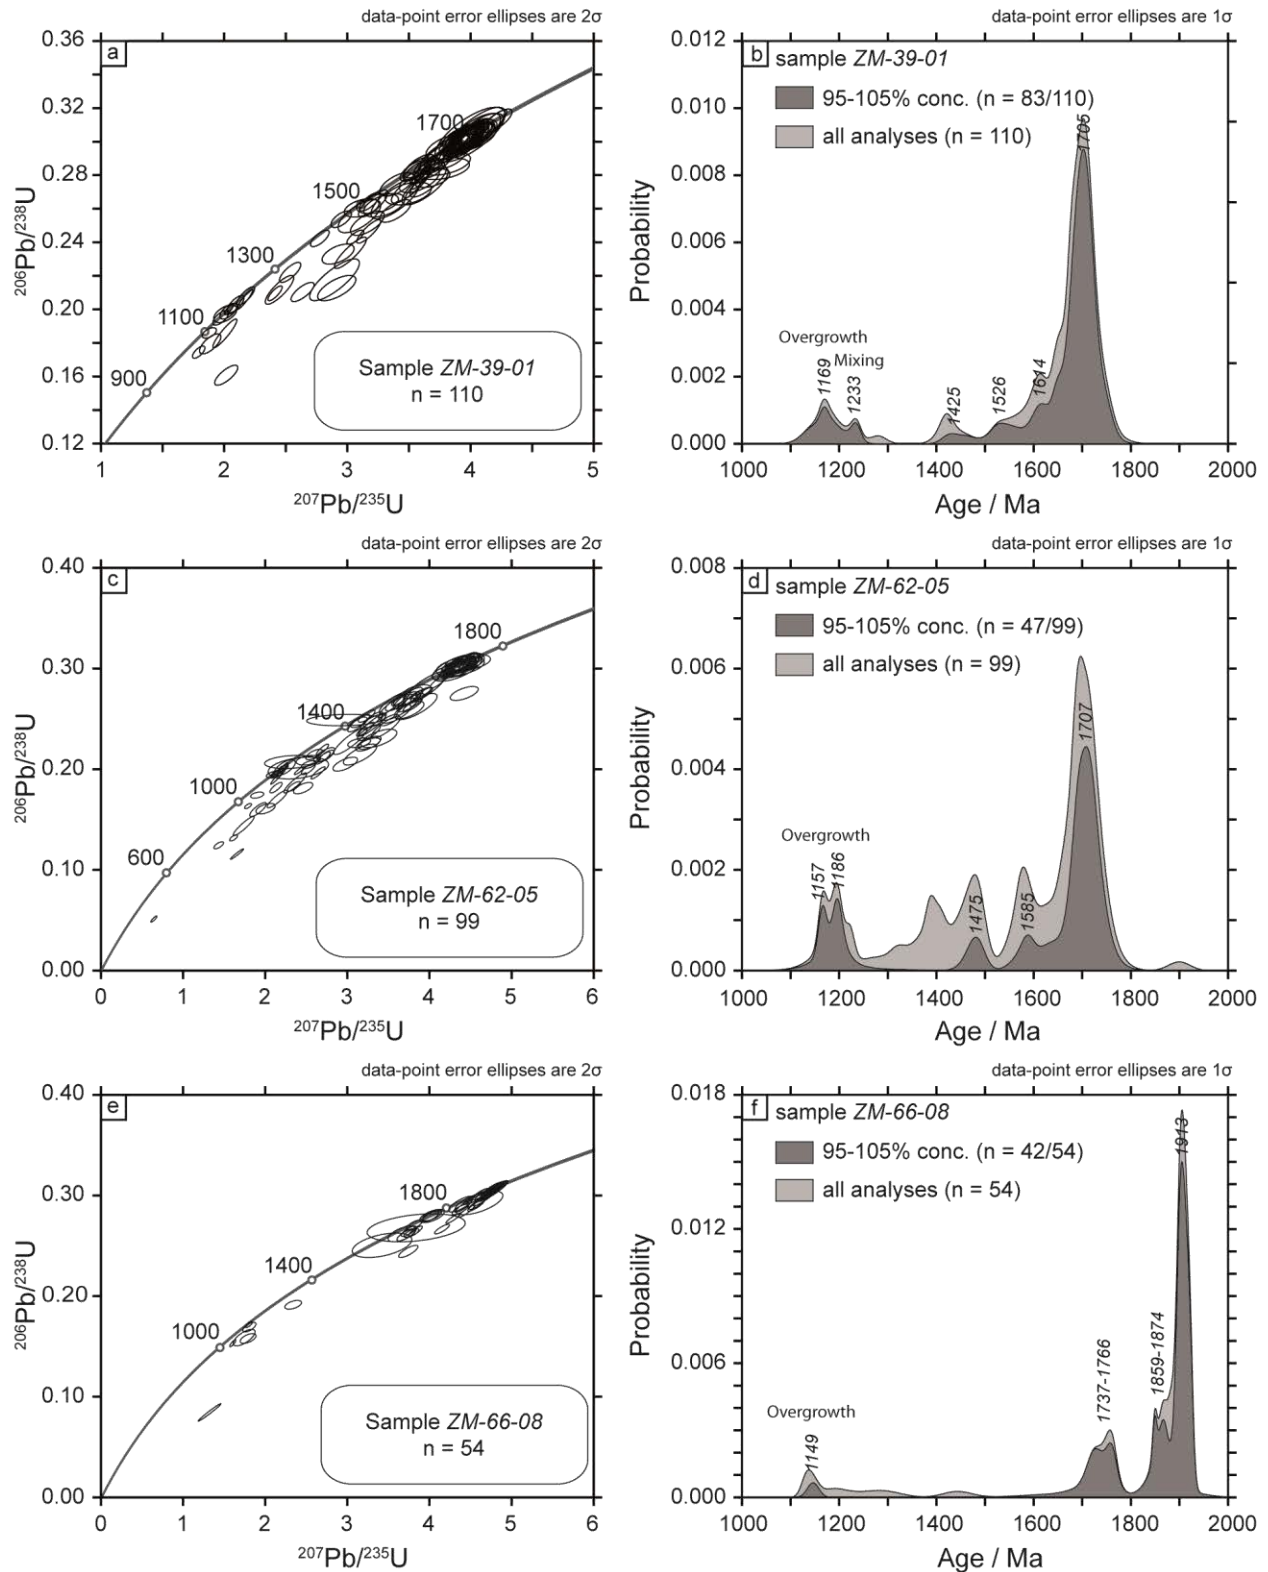 data-point error ellipses are 2σ
a
0.36
0.32
0.28
0.24
0.20
0.16
0.12
206Pb/238U
1700
1500
1300
1100
900
Sample ZM-39-01
n = 110
1 2 3 4 5
207Pb/235U
data-point error ellipses are 1σ
b sample ZM-39-01
95-105% conc. (n = 83/110)
all analyses (n = 110)
0.012
0.010
0.008
0.006
0.004
0.002
0.000
Probability
Overgrowth
Mixing
1169
1233
1425
1526
1614
1705
1000 1200 1400 1600 1800 2000
Age / Ma
data-point error ellipses are 2σ
c
0.40
0.30
0.20
0.10
0.00
206Pb/238U
1800
1400
1000
600
Sample ZM-62-05
n = 99
0 1 2 3 4 5 6
207Pb/235U
data-point error ellipses are 1σ
d sample ZM-62-05
95-105% conc. (n = 47/99)
all analyses (n = 99)
0.008
0.006
0.004
0.002
0.000
Probability
Overgrowth
1157
1186
1475
1585
1707
1000 1200 1400 1600 1800 2000
Age / Ma
data-point error ellipses are 2σ
e
0.40
0.30
0.20
0.10
0.00
206Pb/238U
1800
1400
1000
Sample ZM-66-08
n = 54
0 1 2 3 4 5 6
207Pb/235U
data-point error ellipses are 1σ
f sample ZM-66-08
95-105% conc. (n = 42/54)
all analyses (n = 54)
0.018
0.012
0.006
0.000
Probability
Overgrowth
1149
1737-1766
1859-1874
1913
1000 1200 1400 1600 1800 2000
Age / Ma